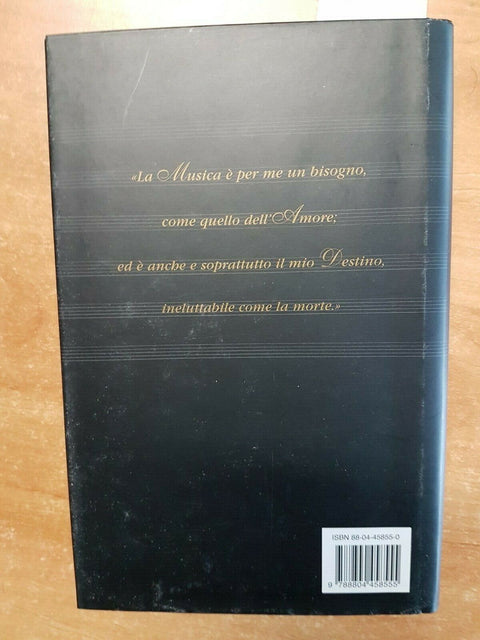 «La Musica è per me un bisogno,
come quello dell'Amore;
ed è anche e soprattutto il mio Destino,
ineluttabile come la morte.»
ISBN 88-04-45855-0
9 788804 458555